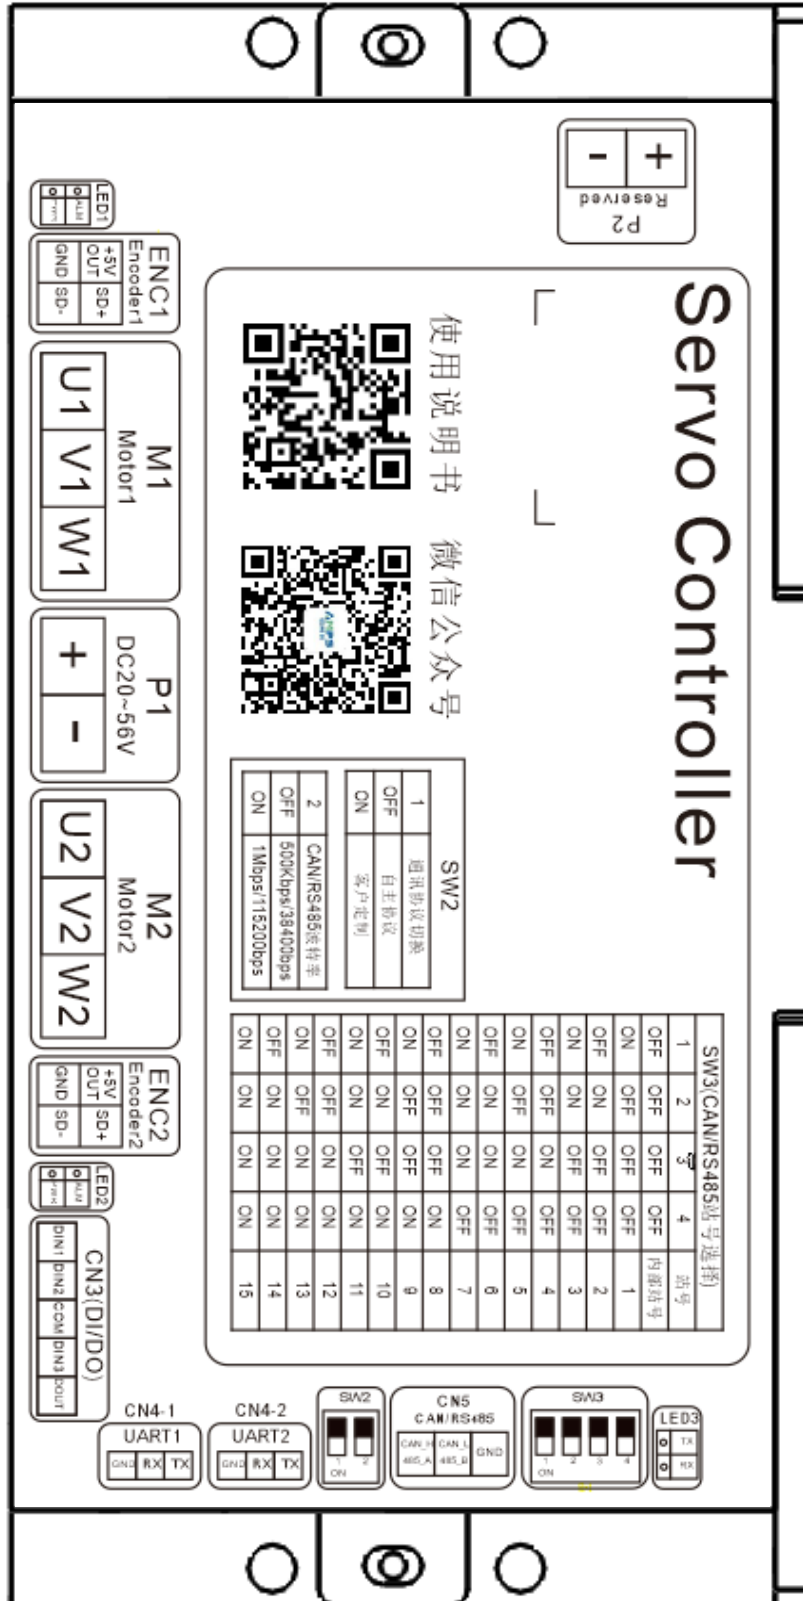 + -
Reserved
P2
Servo Controller
使用说明书
微信公众号
SW2
1 通讯协议切换
OFF 自主协议
ON 客户定制
2 CAN/RS485波特率
OFF 500Kbps/38400bps
ON 1Mbps/115200bps
SW3(CAN/RS485站号选择)
1 2 3 4 站号
OFF OFF OFF OFF 内部站号
ON OFF OFF OFF 1
OFF ON OFF OFF 2
ON ON OFF OFF 3
OFF OFF ON OFF 4
ON OFF ON OFF 5
OFF ON ON OFF 6
ON ON ON OFF 7
OFF OFF OFF ON 8
ON OFF OFF ON 9
OFF ON OFF ON 10
ON ON OFF ON 11
OFF OFF ON ON 12
ON OFF ON ON 13
OFF ON ON ON 14
ON ON ON ON 15
LED1
ALM
ENC1
Encoder1
+5V OUT SD+
GND SD-
M1
Motor1
U1 V1 W1
P1
DC20~56V
+ -
M2
Motor2
U2 V2 W2
ENC2
Encoder2
+5V OUT SD+
GND SD-
LED2
ALM
CN3(DI/DO)
DIN1 DIN2 COM DIN3 DOUT
CN4-1
UART1
GND RX TX
CN4-2
UART2
GND RX TX
SW2
1 2
ON
CN5
CAN/RS485
CAN_H CAN_L GND
485_A 485_B
SW3
1 2 3 4
ON
LED3
TX
RX